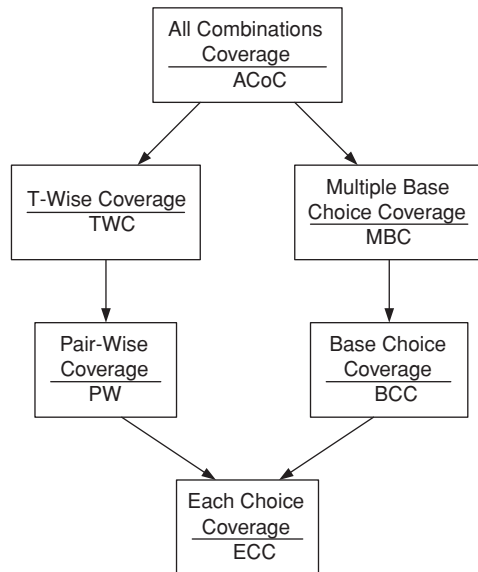 All Combinations
Coverage
ACoC
T-Wise Coverage
TWC
Multiple Base
Choice Coverage
MBC
Pair-Wise
Coverage
PW
Base Choice
Coverage
BCC
Each Choice
Coverage
ECC